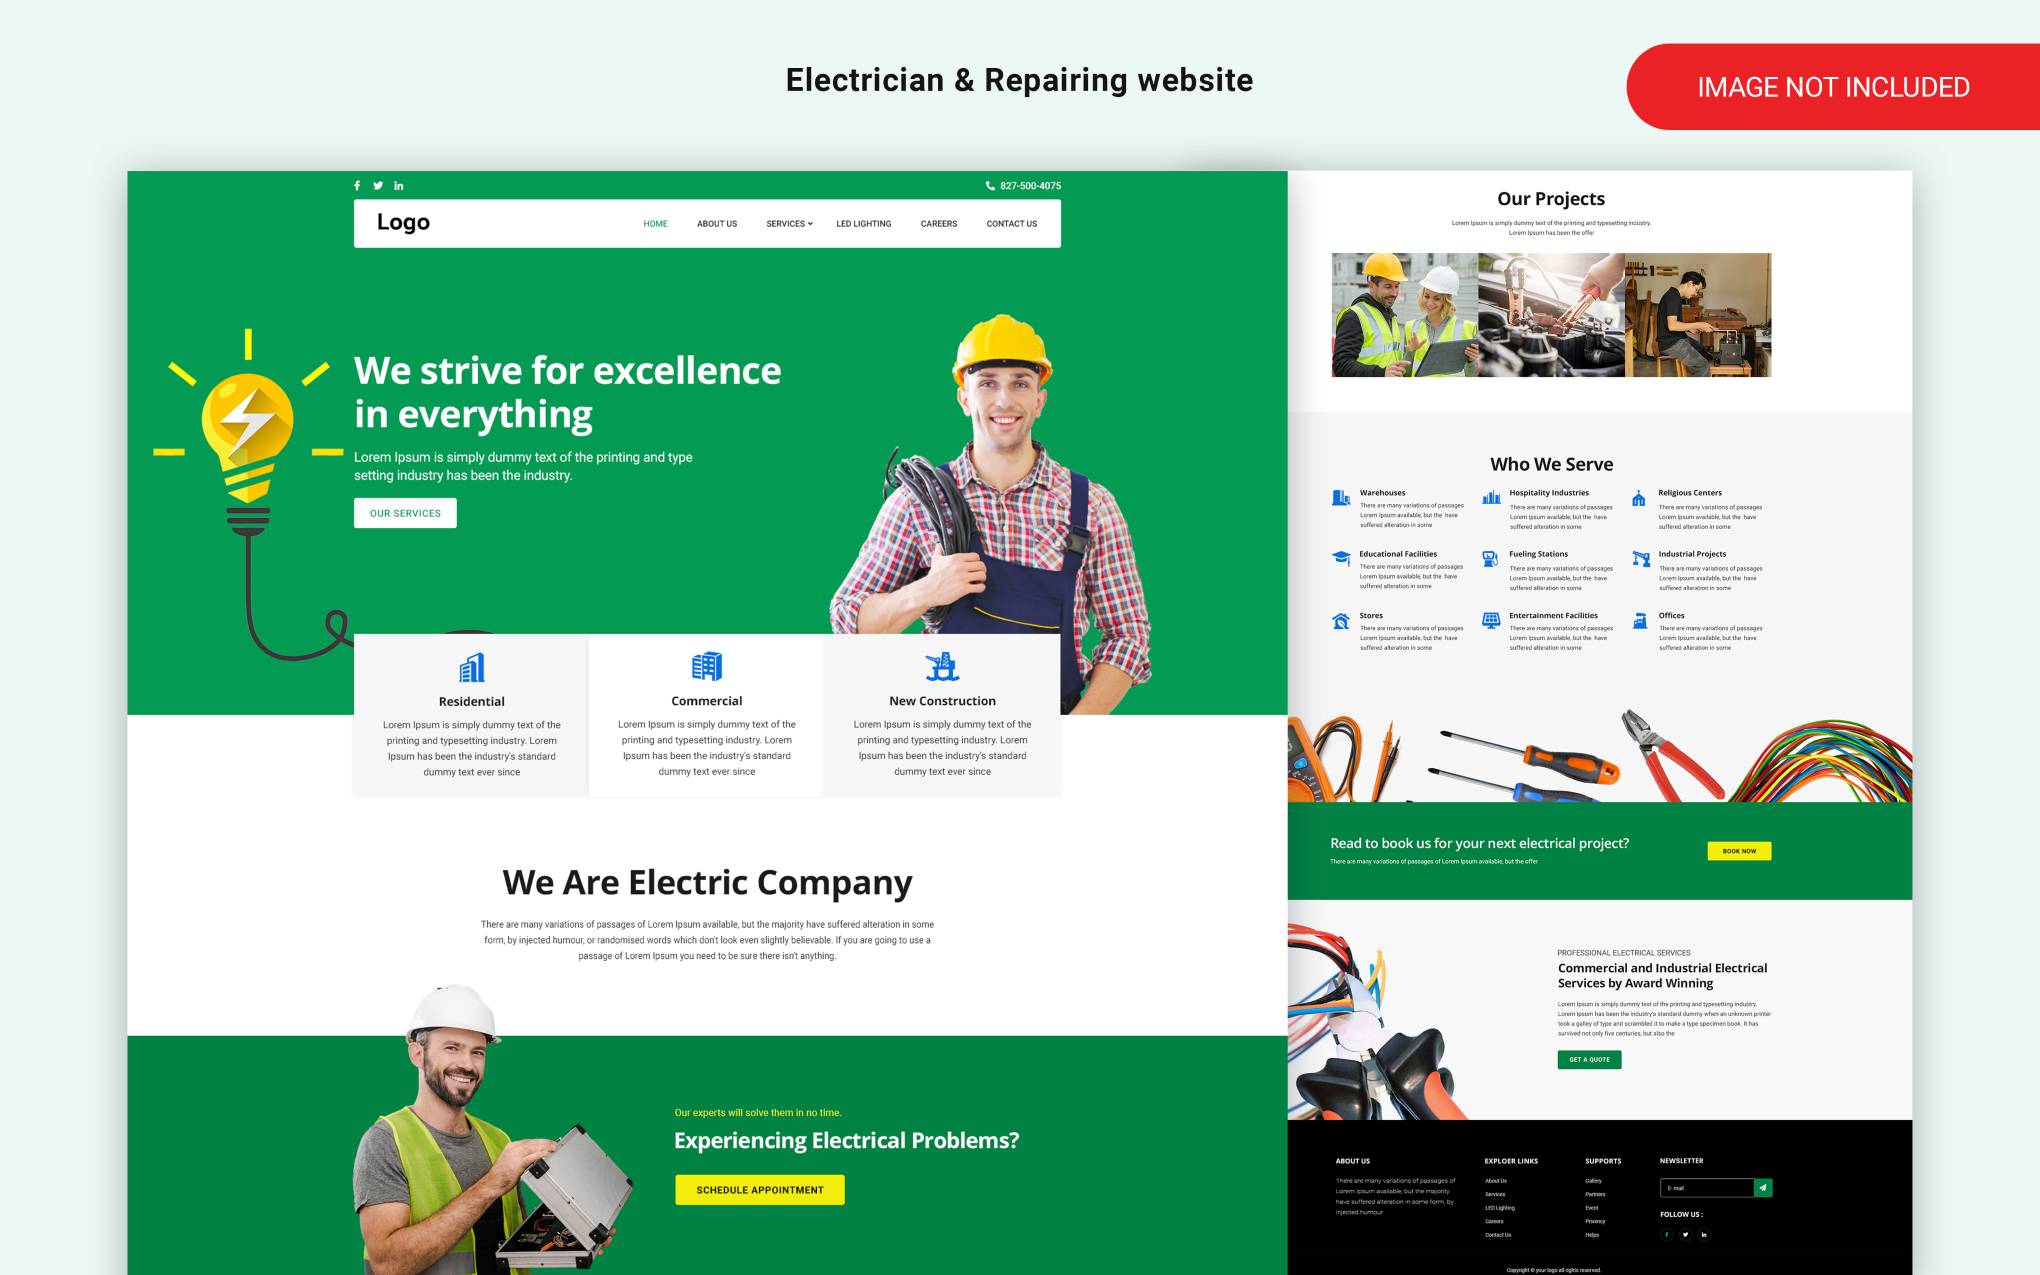 Electrician & Repairing website
IMAGE NOT INCLUDED
827-500-4075
Logo
HOME
ABOUT US
SERVICES
LED LIGHTING
CAREERS
CONTACT US
We strive for excellence
in everything
Lorem Ipsum is simply dummy text of the printing and type
setting industry has been the industry.
OUR SERVICES
Residential
Lorem Ipsum is simply dummy text of the
printing and typesetting industry. Lorem
Ipsum has been the industry's standard
dummy text ever since
Commercial
Lorem Ipsum is simply dummy text of the
printing and typesetting industry. Lorem
Ipsum has been the industry's standard
dummy text ever since
New Construction
Lorem Ipsum is simply dummy text of the
printing and typesetting industry. Lorem
Ipsum has been the industry's standard
dummy text ever since
We Are Electric Company
There are many variations of passages of Lorem Ipsum available, but the majority have suffered alteration in some
form, by injected humour, or randomised words which don't look even slightly believable. If you are going to use a
passage of Lorem Ipsum you need to be sure there isn't anything.
Our experts will solve them in no time.
Experiencing Electrical Problems?
SCHEDULE APPOINTMENT
Our Projects
Lorem Ipsum is simply dummy text of the printing and typesetting industry.
Lorem Ipsum has been the offer
Who We Serve
Warehouses
There are many variations of passages
Lorem Ipsum available, but the have
suffered alteration in some
Hospitality Industries
There are many variations of passages
Lorem Ipsum available, but the have
suffered alteration in some
Religious Centers
There are many variations of passages
Lorem Ipsum available, but the have
suffered alteration in some
Educational Facilities
There are many variations of passages
Lorem Ipsum available, but the have
suffered alteration in some
Fueling Stations
There are many variations of passages
Lorem Ipsum available, but the have
suffered alteration in some
Industrial Projects
There are many variations of passages
Lorem Ipsum available, but the have
suffered alteration in some
Stores
There are many variations of passages
Lorem Ipsum available, but the have
suffered alteration in some
Entertainment Facilities
There are many variations of passages
Lorem Ipsum available, but the have
suffered alteration in some
Offices
There are many variations of passages
Lorem Ipsum available, but the have
suffered alteration in some
Read to book us for your next electrical project?
There are many variations of passages of Lorem Ipsum available, but the offer
BOOK NOW
PROFESSIONAL ELECTRICAL SERVICES
Commercial and Industrial Electrical
Services by Award Winning
Lorem Ipsum is simply dummy text of the printing and typesetting industry.
Lorem Ipsum has been the industry's standard dummy when an unknown printer
took a galley of type and scrambled it to make a type specimen book. It has
survived not only five centuries, but also the
GET A QUOTE
ABOUT US
There are many variations of passages of
Lorem Ipsum available, but the majority
have suffered alteration in some form, by
injected humour
EXPLOER LINKS
About Us
Services
LED Lighting
Careers
Contact Us
SUPPORTS
Gallery
Partners
Event
Privency
Helps
NEWSLETTER
E- mail
FOLLOW US :
Copyright © your logo all rights reserved.